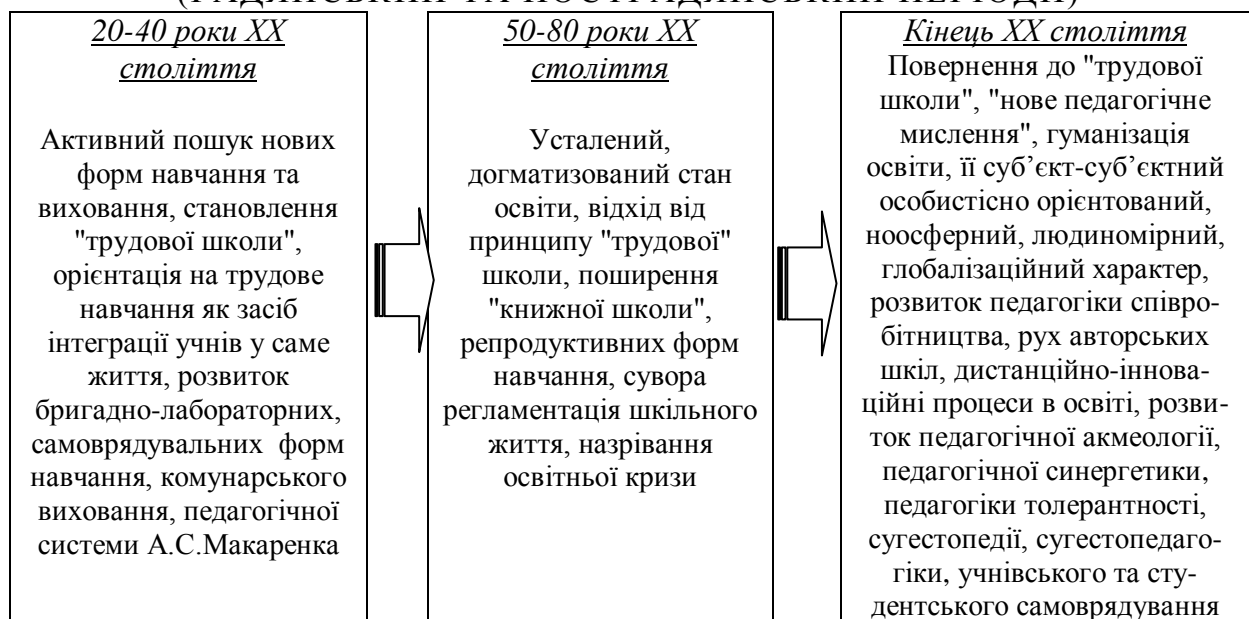 (РАДЯНСЬКИЙ ТА ПОСТРАДЯНСЬКИЙ ПЕРІОДИ)
20-40 роки XX
століття
Активний пошук нових
форм навчання та
виховання, становлення
"трудової школи",
орієнтація на трудове
навчання як засіб
інтеграції учнів у саме
життя, розвиток
бригадно-лабораторних,
самоврядувальних форм
навчання, комунарського
виховання, педагогічної
системи А.С.Макаренка
50-80 роки XX
століття
Усталений,
догматизований стан
освіти, відхід від
принципу "трудової"
школи, поширення
"книжної школи",
репродуктивних форм
навчання, сувора
регламентація шкільного
життя, назрівання
освітньої кризи
Кінець XX століття
Повернення до "трудової
школи", "нове педагогічне
мислення", гуманізація
освіти, її суб’єкт-суб’єктний
особистісно орієнтований,
ноосферний, людиномірний,
глобалізаційний характер,
розвиток педагогіки співро-
бітництва, рух авторських
шкіл, дистанційно-іннова-
ційні процеси в освіті, розви-
ток педагогічної акмеології,
педагогічної синергетики,
педагогіки толерантності,
сугестопедії, сугестопедаго-
гіки, учнівського та сту-
дентського самоврядування